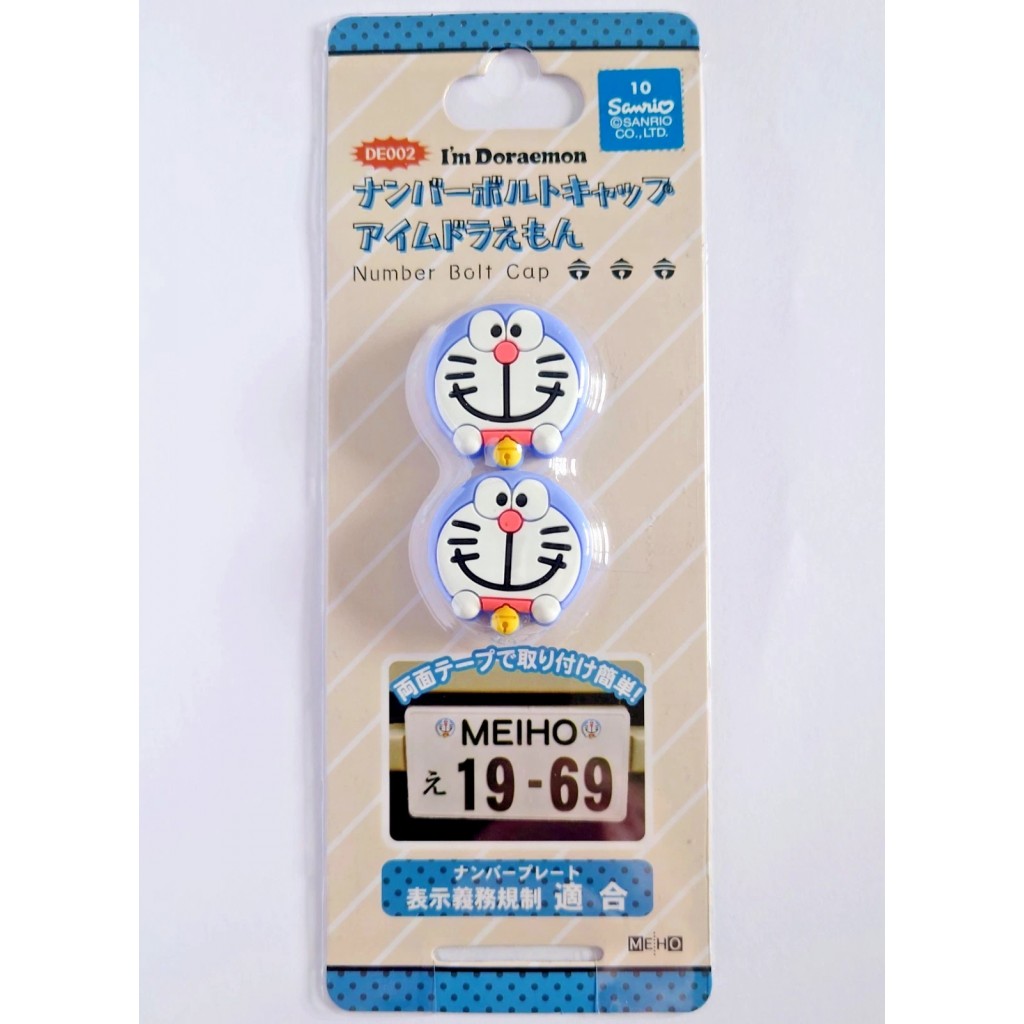 10
Sanrio
©SANRIO
CO., LTD.
DE002
I'm Doraemon
ナンバーボルトキャップ
アイムドラえもん
Number Bolt Cap
両面テープで取り付け簡単!
MEIHO
え 19-69
ナンバープレート
表示義務規制 適合
MEIHO